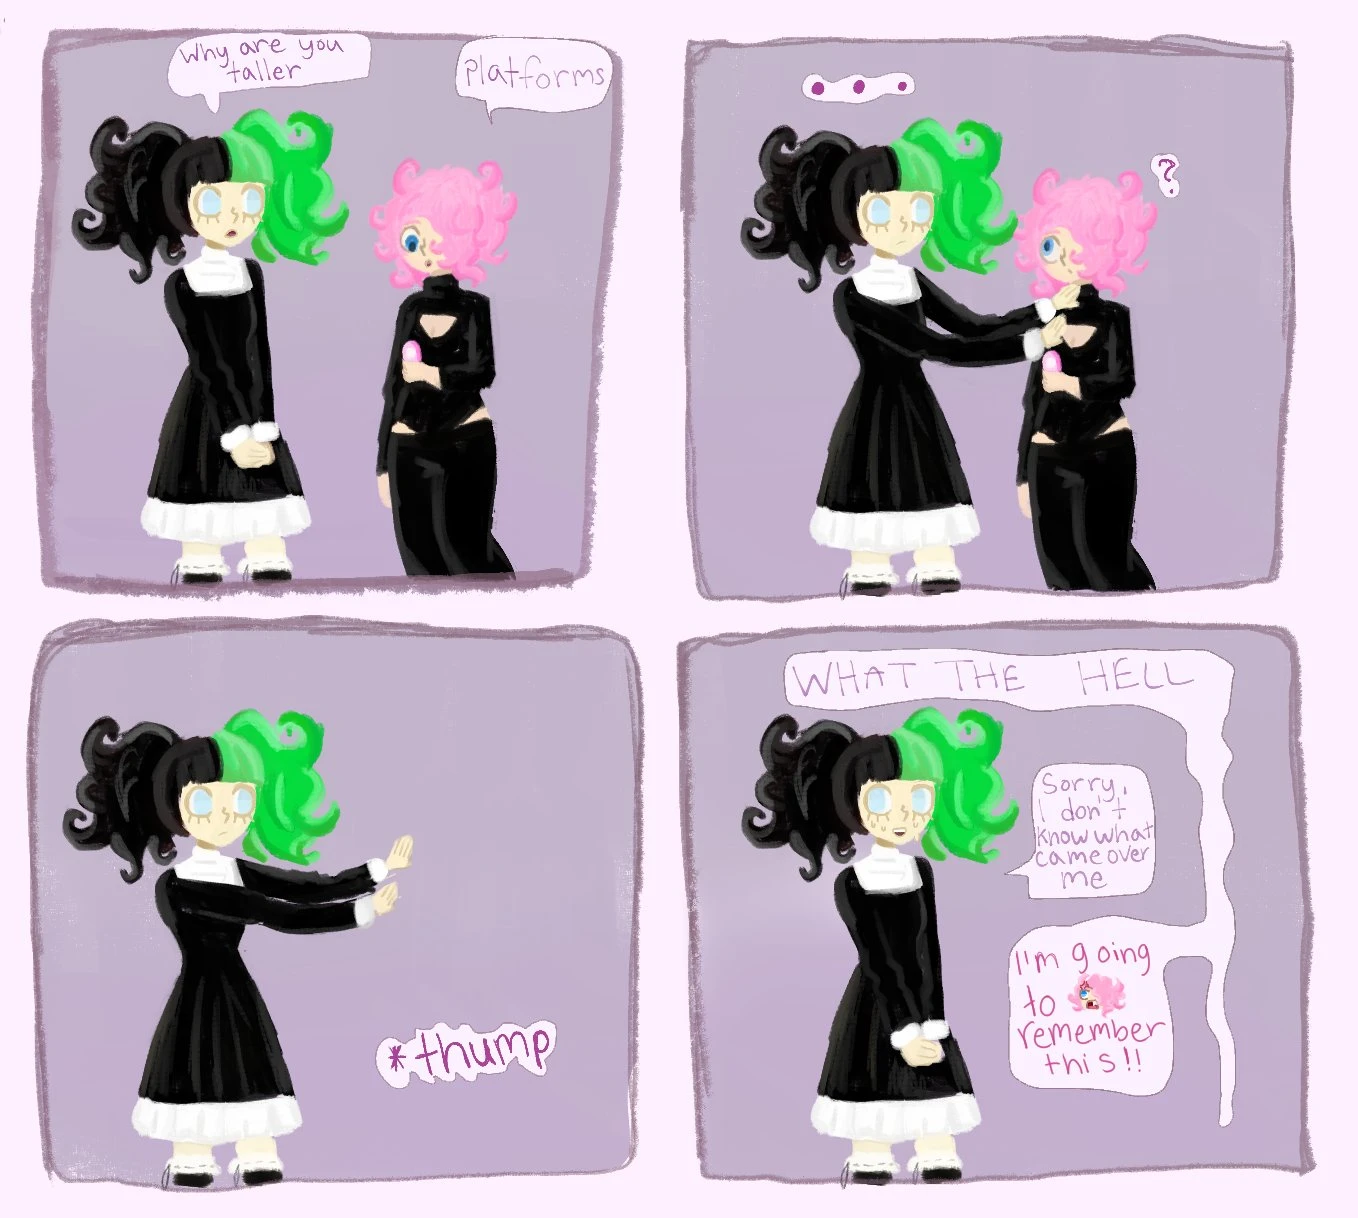 Why are you
taller
Platforms
• • •
?
*thump
WHAT THE HELL
Sorry,
I don't
know what
came over
me
I'm going
to
remember
this!!